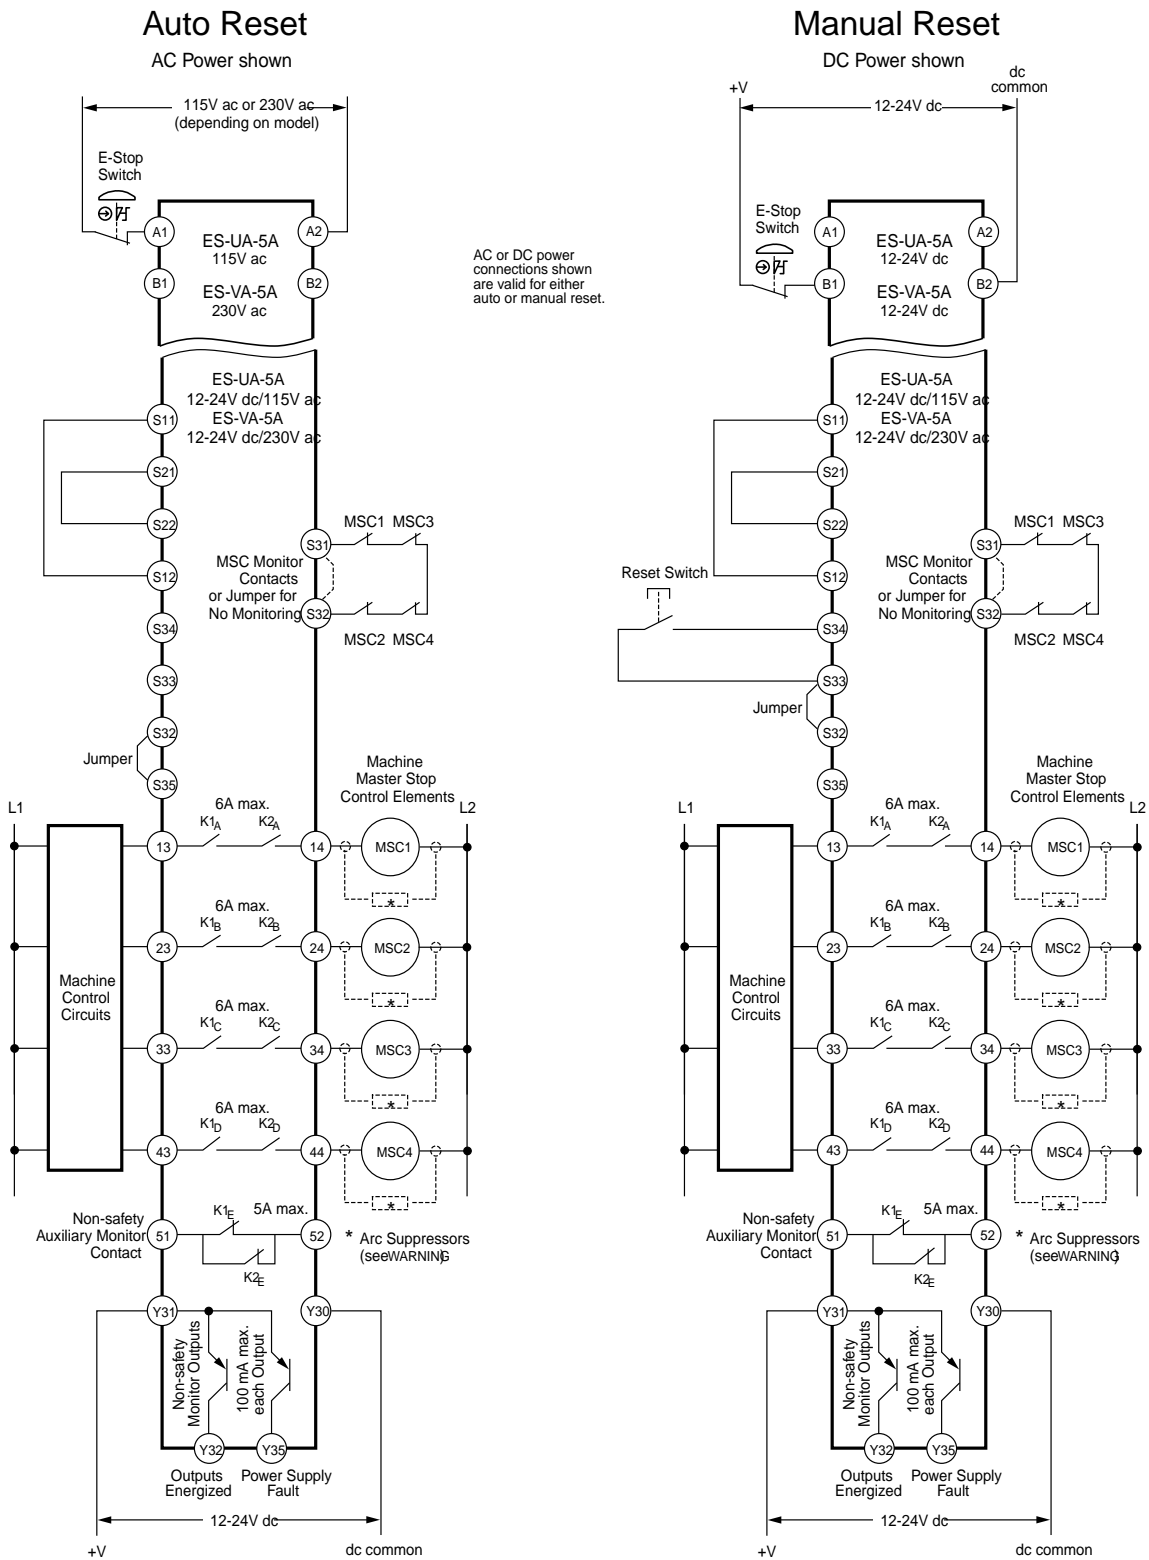 Auto Reset
AC Power shown
115V ac or 230V ac
(depending on model)
E-Stop
Switch
A1
A2
ES-UA-5A
115V ac
B1
B2
ES-VA-5A
230V ac
ES-UA-5A
12-24V dc/115V ac
S11
ES-VA-5A
12-24V dc/230V ac
S21
S22
MSC1 MSC3
S31
MSC Monitor
Contacts
or Jumper for
No Monitoring
S12
S32
S34
MSC2 MSC4
S33
S32
Jumper
S35
Machine
Master Stop
Control Elements
L1
L2
6A max.
K1A
K2A
13
14
MSC1
*
6A max.
K1B
K2B
23
24
MSC2
*
Machine
Control
Circuits
6A max.
K1C
K2C
33
34
MSC3
*
6A max.
K1D
K2D
43
44
MSC4
*
Non-safety
Auxiliary Monitor
Contact
51
K1E
5A max.
52
K2E
* Arc Suppressors
(see WARNING)
Y31
Y30
Non-safety
Monitor Outputs
100 mA max.
each Output
Y32
Y35
Outputs
Energized
Power Supply
Fault
12-24V dc
+V
dc common
AC or DC power
connections shown
are valid for either
auto or manual reset.
Manual Reset
DC Power shown
+V
dc
common
12-24V dc
E-Stop
Switch
A1
A2
ES-UA-5A
12-24V dc
B1
B2
ES-VA-5A
12-24V dc
ES-UA-5A
12-24V dc/115V ac
S11
ES-VA-5A
12-24V dc/230V ac
S21
S22
MSC1 MSC3
S31
MSC Monitor
Contacts
or Jumper for
No Monitoring
Reset Switch
S12
S32
S34
MSC2 MSC4
S33
Jumper
S32
S35
Machine
Master Stop
Control Elements
L1
L2
6A max.
K1A
K2A
13
14
MSC1
*
6A max.
K1B
K2B
23
24
MSC2
*
Machine
Control
Circuits
6A max.
K1C
K2C
33
34
MSC3
*
6A max.
K1D
K2D
43
44
MSC4
*
Non-safety
Auxiliary Monitor
Contact
51
K1E
5A max.
52
K2E
* Arc Suppressors
(see WARNING)
Y31
Y30
Non-safety
Monitor Outputs
100 mA max.
each Output
Y32
Y35
Outputs
Energized
Power Supply
Fault
12-24V dc
+V
dc common